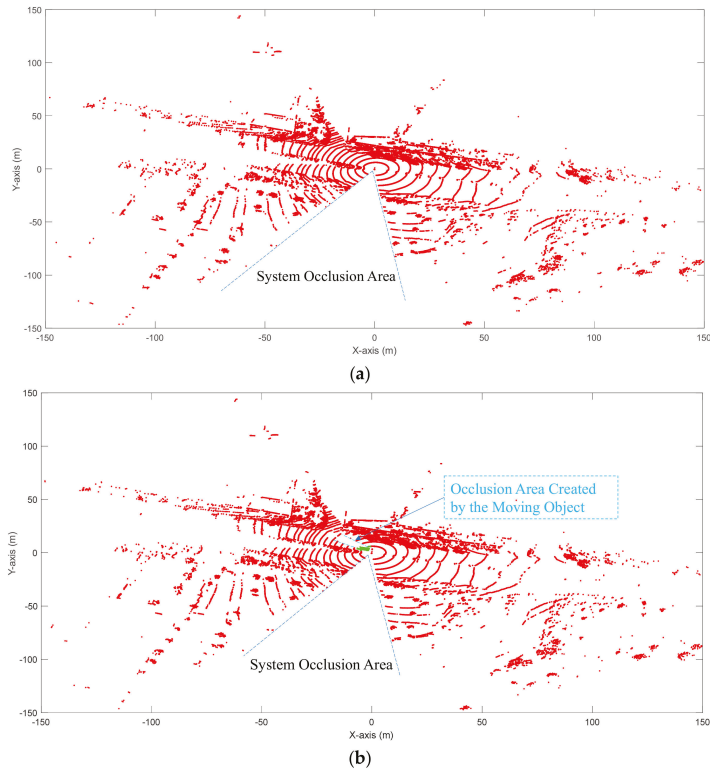 150
100
50
0
-50
-100
-150
Y-axis (m)
System Occlusion Area
-150 -100 -50 0 50 100 150
X-axis (m)
(a)
150
100
50
0
-50
-100
-150
Y-axis (m)
Occlusion Area Created
by the Moving Object
System Occlusion Area
-150 -100 -50 0 50 100 150
X-axis (m)
(b)